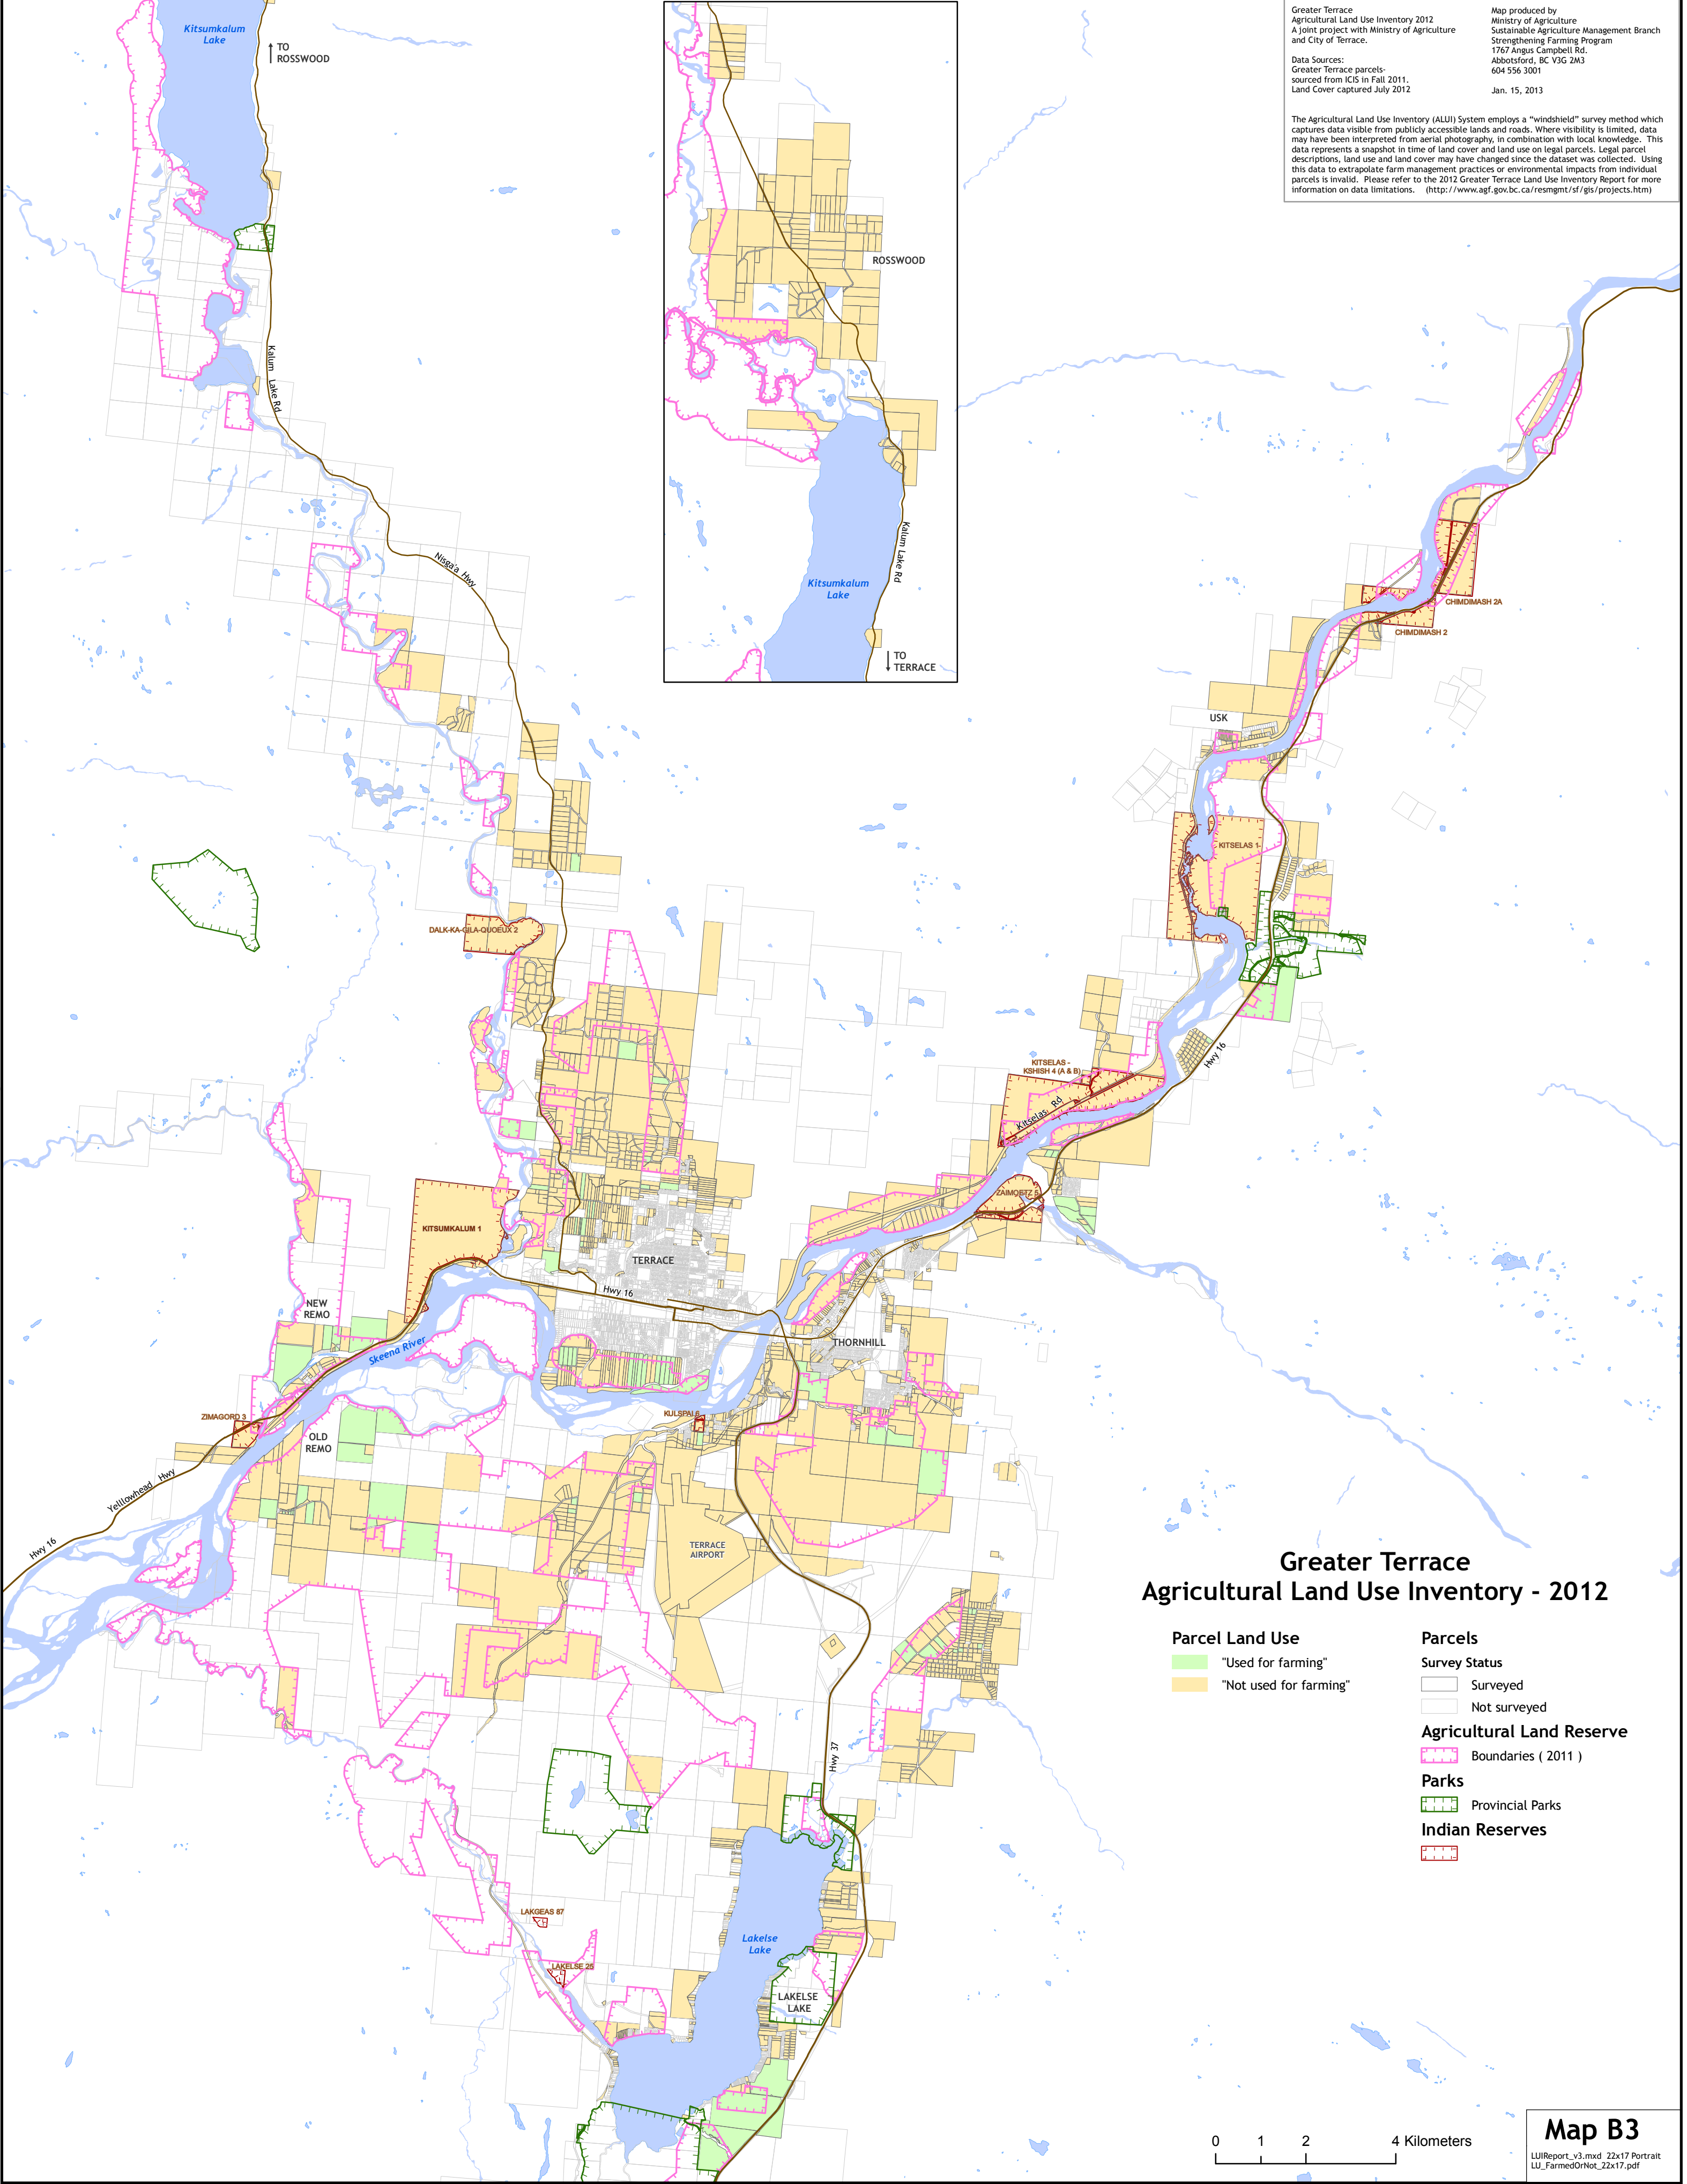 Greater Terrace
Agricultural Land Use Inventory 2012
A joint project with Ministry of Agriculture
and City of Terrace.
Data Sources:
Greater Terrace parcels-
sourced from ICIS in Fall 2011.
Land Cover captured July 2012
Map produced by
Ministry of Agriculture
Sustainable Agriculture Management Branch
Strengthening Farming Program
1767 Angus Campbell Rd.
Abbotsford, BC V3G 2M3
604 556 3001
Jan. 15, 2013
The Agricultural Land Use Inventory (ALUI) System employs a “windshield” survey method which
captures data visible from publicly accessible lands and roads. Where visibility is limited, data
may have been interpreted from aerial photography, in combination with local knowledge. This
data represents a snapshot in time of land cover and land use on legal parcels. Legal parcel
descriptions, land use and land cover may have changed since the dataset was collected. Using
this data to extrapolate farm management practices or environmental impacts from individual
parcels is invalid. Please refer to the 2012 Greater Terrace Land Use Inventory Report for more
information on data limitations. (http://www.agf.gov.bc.ca/resmgmt/sf/gis/projects.htm)
Kitsumkalum
Lake
TO
ROSSWOOD
Kalum Lake Rd
Nisga'a Hwy
ROSSWOOD
Kalum Lake Rd
Kitsumkalum
Lake
TO
TERRACE
CHIMDIMASH 2A
CHIMDIMASH 2
USK
KITSELAS 1
DALK-KA-GILA-QUOEUX 2
Hwy 16
KITSELAS -
KSHISH 4 (A & B)
Kitselas Rd
ZAIMOETZ 5
KITSUMKALUM 1
TERRACE
Hwy 16
NEW
REMO
Skeena River
THORNHILL
ZIMAGORD 3
KULSPAI 6
OLD
REMO
Yelllowhead Hwy
Hwy 16
TERRACE
AIRPORT
Hwy 37
LAKGEAS 87
Lakelse
Lake
LAKELSE 25
LAKELSE
LAKE
Greater Terrace
Agricultural Land Use Inventory - 2012
Parcel Land Use
"Used for farming"
"Not used for farming"
Parcels
Survey Status
Surveyed
Not surveyed
Agricultural Land Reserve
Boundaries ( 2011 )
Parks
Provincial Parks
Indian Reserves
0 1 2 4 Kilometers
Map B3
LUIReport_v3.mxd 22x17 Portrait
LU_FarmedOrNot_22x17.pdf